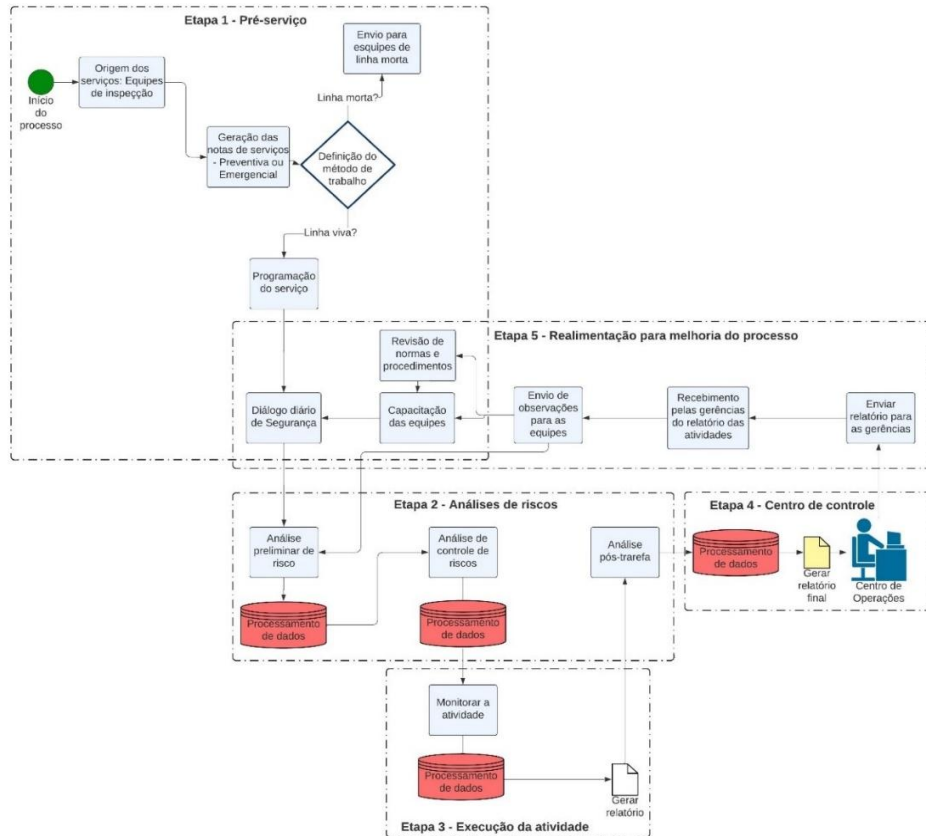 Etapa 1 - Pré-serviço
Envio para
esquipes de
linha morta
Origem dos
serviços: Equipes
de inspecção
Início
do
processo
Linha morta?
Geração das
notas de serviços
- Preventiva ou
Emergencial
Definição do
método de
trabalho
Linha viva?
Programação
do serviço
Etapa 5 - Realimentação para melhoria do processo
Revisão de
normas e
procedimentos
Diálogo diário
de Segurança
Capacitação
das equipes
Envio de
observações
para as
equipes
Recebimento
pelas gerências
do relatório das
atividades
Enviar
relatório para
as gerências
Etapa 2 - Análises de riscos
Análise
preliminar de
risco
Análise de
controle de
riscos
Análise
pós-trarefa
Processamento
de dados
Processamento
de dados
Etapa 4 - Centro de controle
Processamento
de dados
Gerar
relatório
final
Centro de
Operações
Monitorar a
atividade
Processamento
de dados
Gerar
relatório
Etapa 3 - Execução da atividade